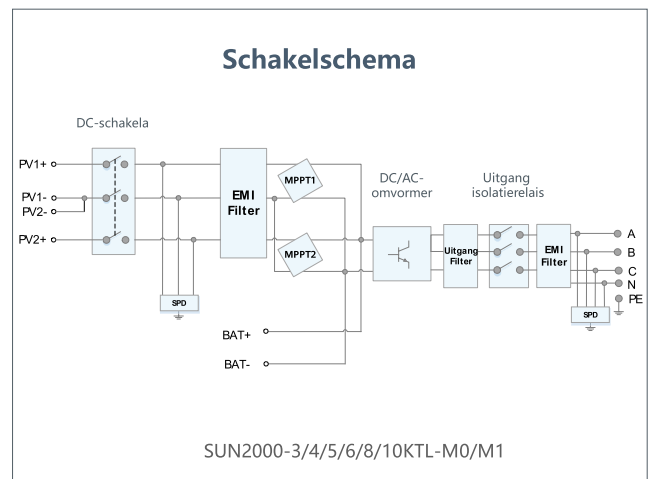 Schakelschema
DC-schakela
PV1+
PV1-
PV2-
PV2+
SPD
EMI
Filter
MPPT1
MPPT2
BAT+
BAT-
DC/AC-
omvormer
Uitgang
Filter
Uitgang
isolatierelais
EMI
Filter
A
B
C
N
PE
SPD
SUN2000-3/4/5/6/8/10KTL-M0/M1